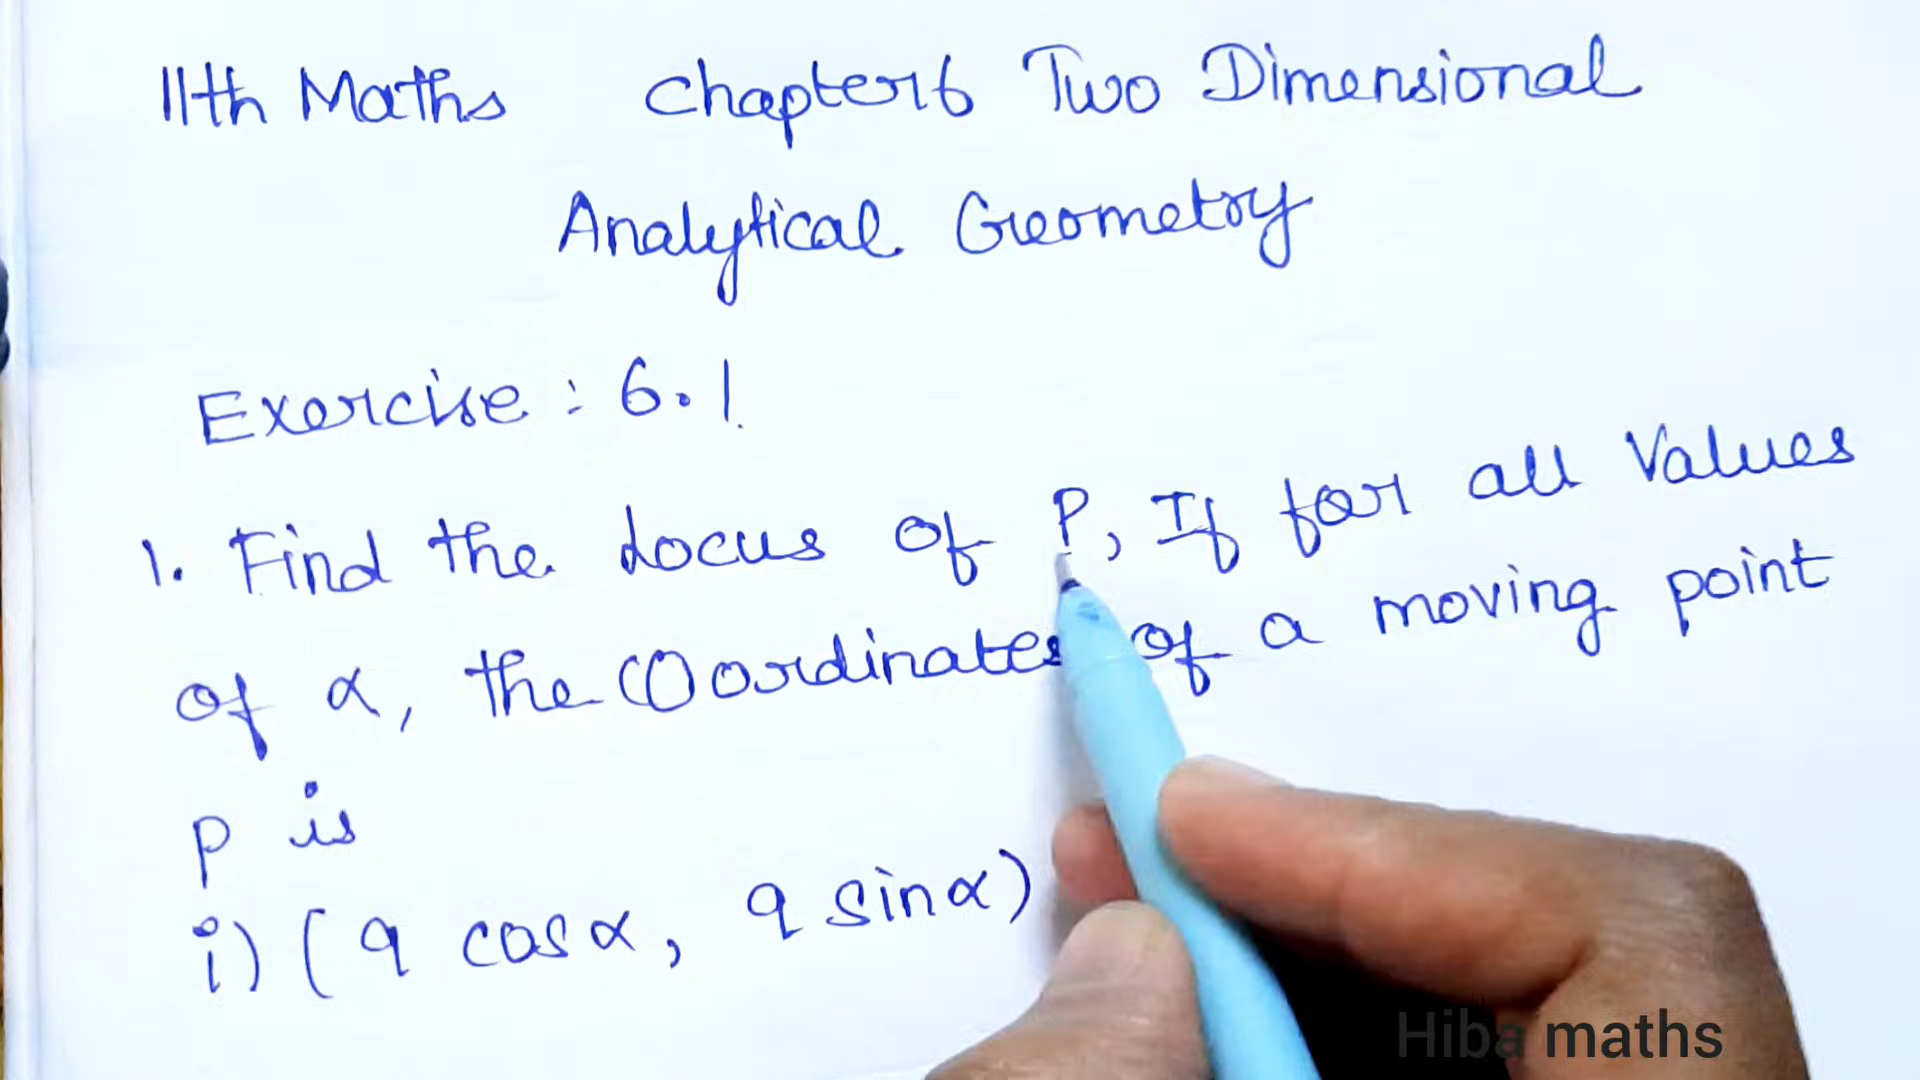 11th Maths Chapter 6 Two Dimensional
Analytical Geometry
Exercise : 6.1
1. Find the Locus of P, If for all Values
of α, the Coordinates of a moving point
P is
i) (9 cos α, 9 sin α)
Hiba maths